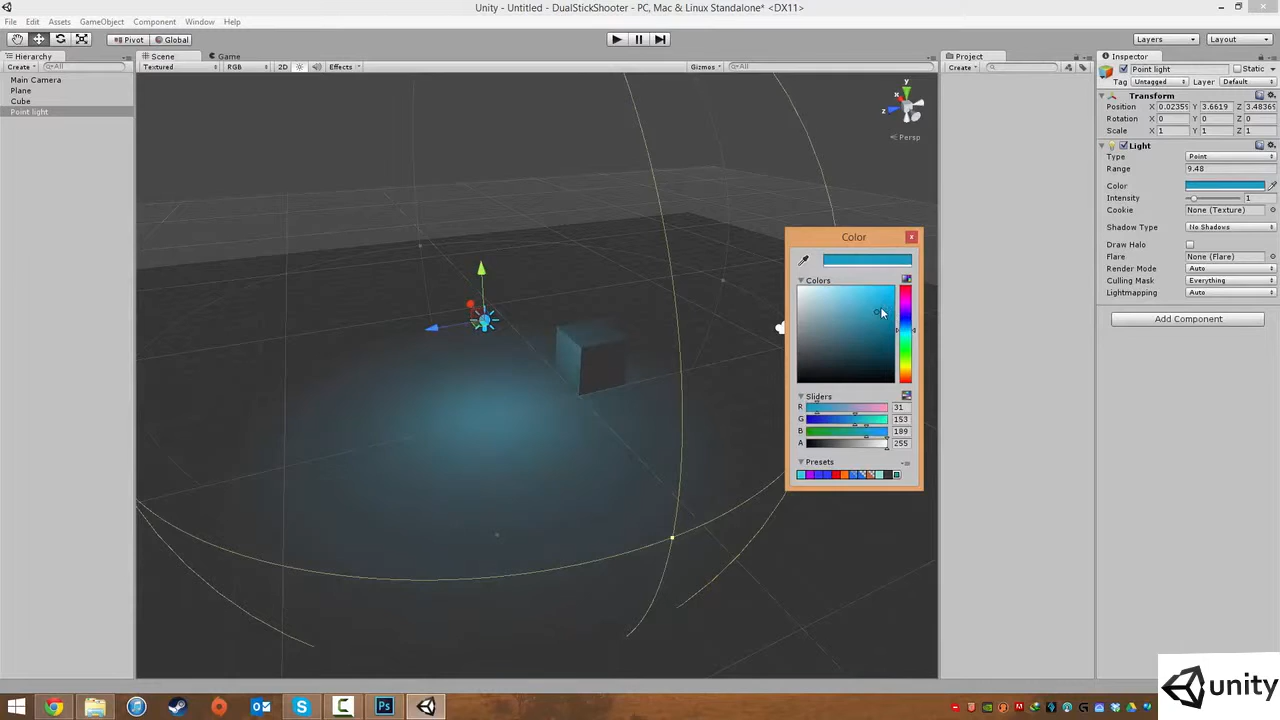 Unity - Untitled - DualStickShooter - PC, Mac & Linux Standalone* <DX11>
File Edit Assets GameObject Component Window Help
Pivot Global Layers Layout
Hierarchy Scene Game Project Inspector
Create All Textured RGB 2D Effects Gizmos All Create
Point light Static
Tag Untagged Layer Default
Main Camera
Plane
Cube
Point light
Transform
Position X 0.0235 Y 3.6619 Z 3.4836
Rotation X 0 Y 0 Z 0
Scale X 1 Y 1 Z 1
Light
Type Point
Range 9.48
Color
Intensity 1
Cookie None (Texture)
Shadow Type No Shadows
Draw Halo
Flare None (Flare)
Render Mode Auto
Culling Mask Everything
Lightmapping Auto
Add Component
y
x
z
Persp
Color
Colors
Sliders
R 31
G 153
B 189
A 255
Presets
Ps
unity